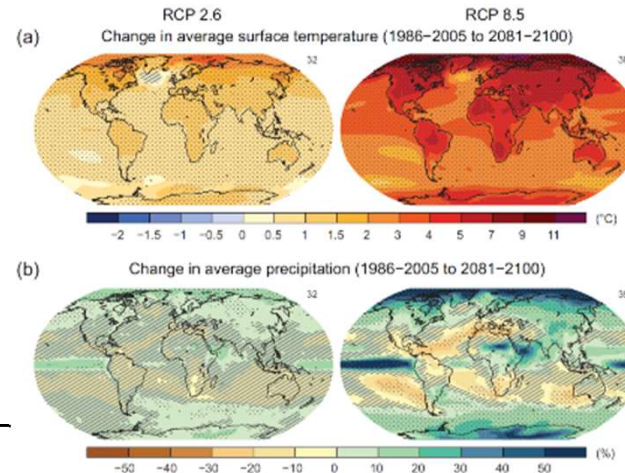 RCP 2.6 RCP 8.5
(a) Change in average surface temperature (1986−2005 to 2081−2100)
32
(°C)
−2 −1.5 −1 −0.5 0 0.5 1 1.5 2 3 4 5 7 9 11
(b) Change in average precipitation (1986−2005 to 2081−2100)
32 39
(%)
−50 −40 −30 −20 −10 0 10 20 30 40 50